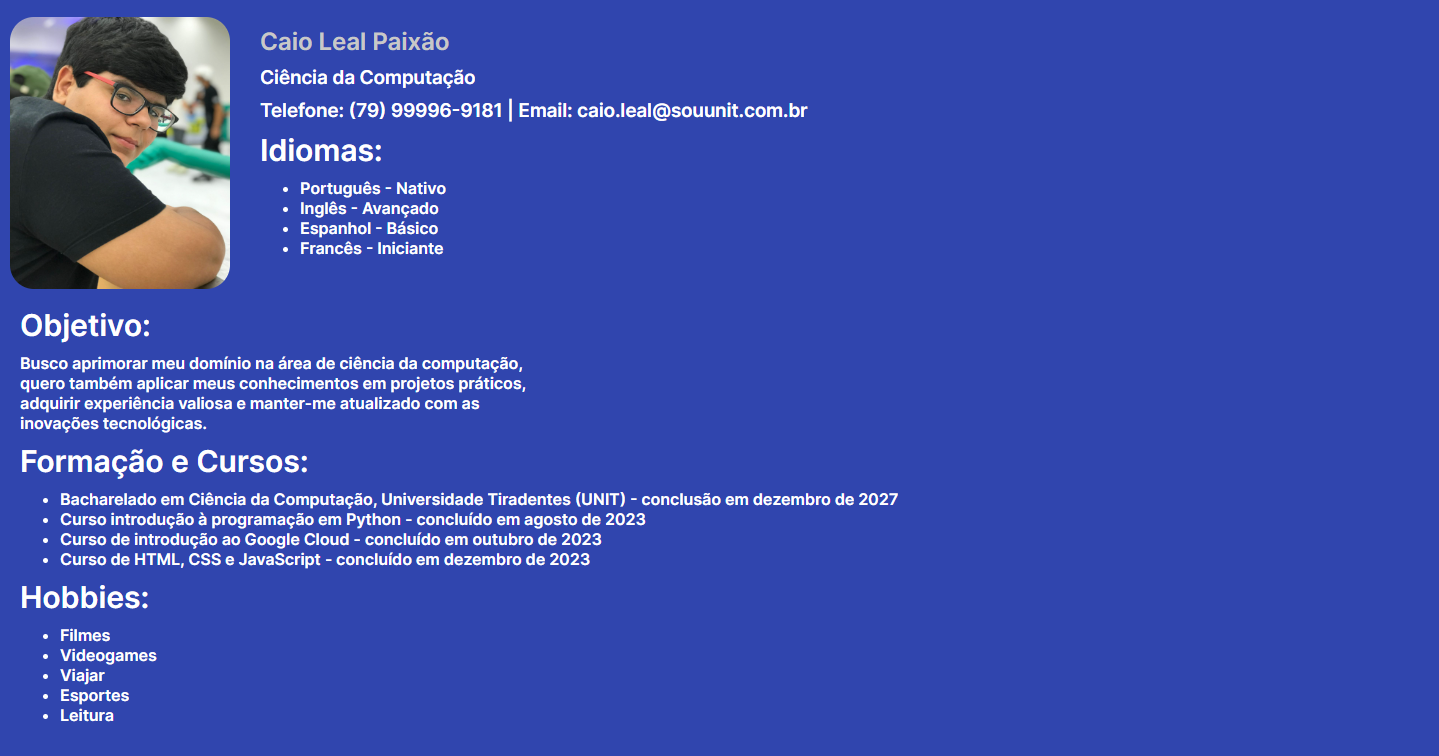 Caio Leal Paixão
Ciência da Computação
Telefone: (79) 99996-9181 | Email: caio.leal@souunit.com.br
Idiomas:
• Português - Nativo
• Inglês - Avançado
• Espanhol - Básico
• Francês - Iniciante
Objetivo:
Busco aprimorar meu domínio na área de ciência da computação,
quero também aplicar meus conhecimentos em projetos práticos,
adquirir experiência valiosa e manter-me atualizado com as
inovações tecnológicas.
Formação e Cursos:
• Bacharelado em Ciência da Computação, Universidade Tiradentes (UNIT) - conclusão em dezembro de 2027
• Curso introdução à programação em Python - concluído em agosto de 2023
• Curso de introdução ao Google Cloud - concluído em outubro de 2023
• Curso de HTML, CSS e JavaScript - concluído em dezembro de 2023
Hobbies:
• Filmes
• Videogames
• Viajar
• Esportes
• Leitura